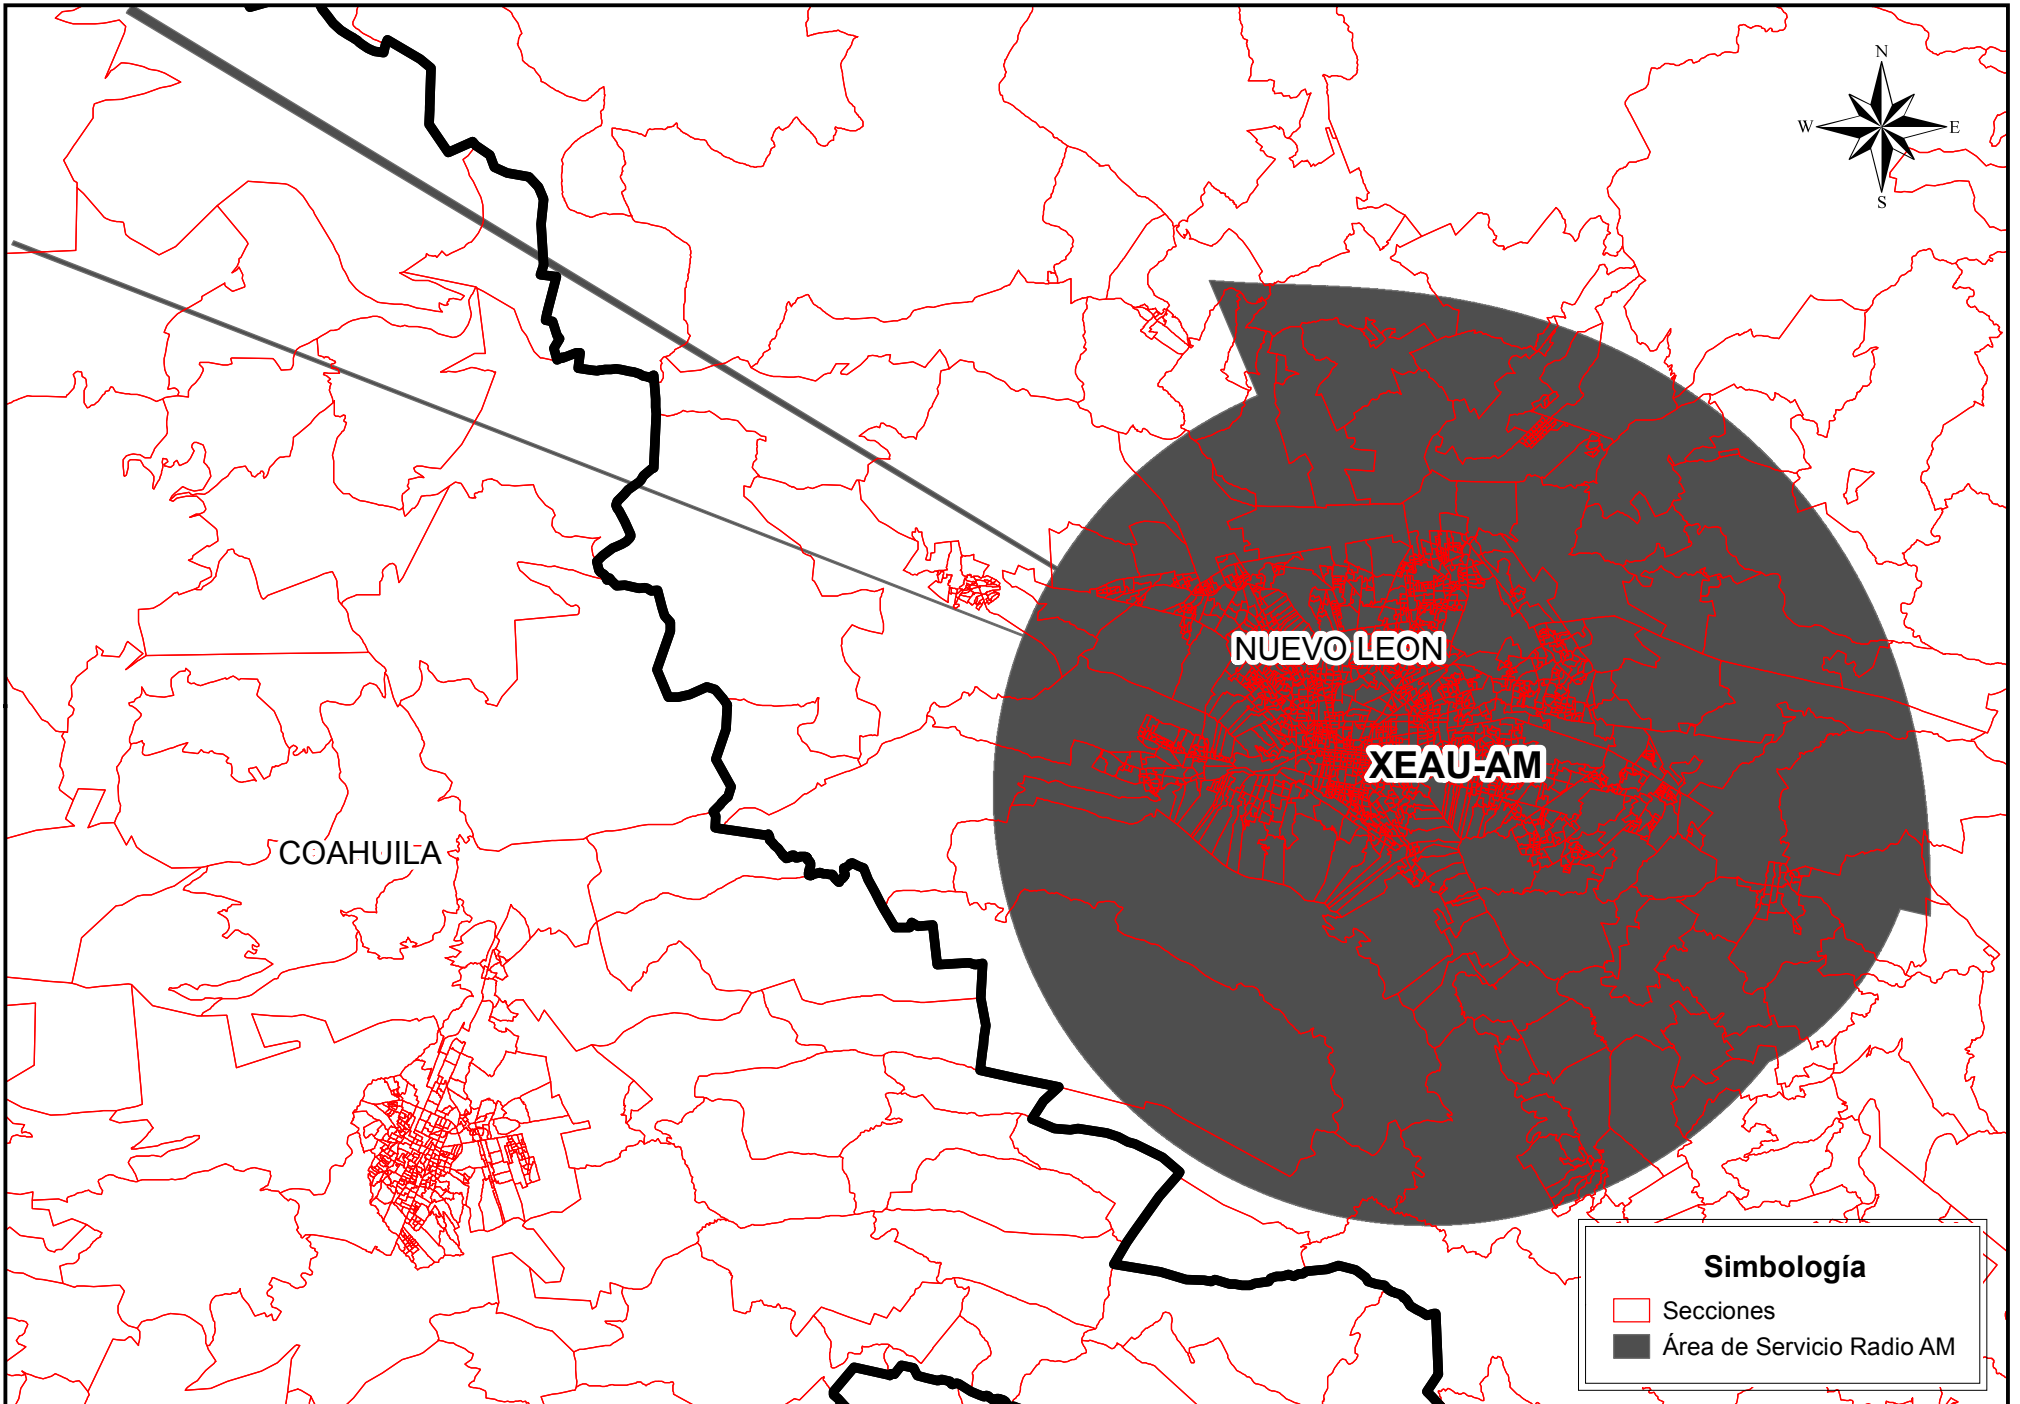 N
W E
S
NUEVO LEON
XEAU-AM
COAHUILA
Simbología
Secciones
Área de Servicio Radio AM